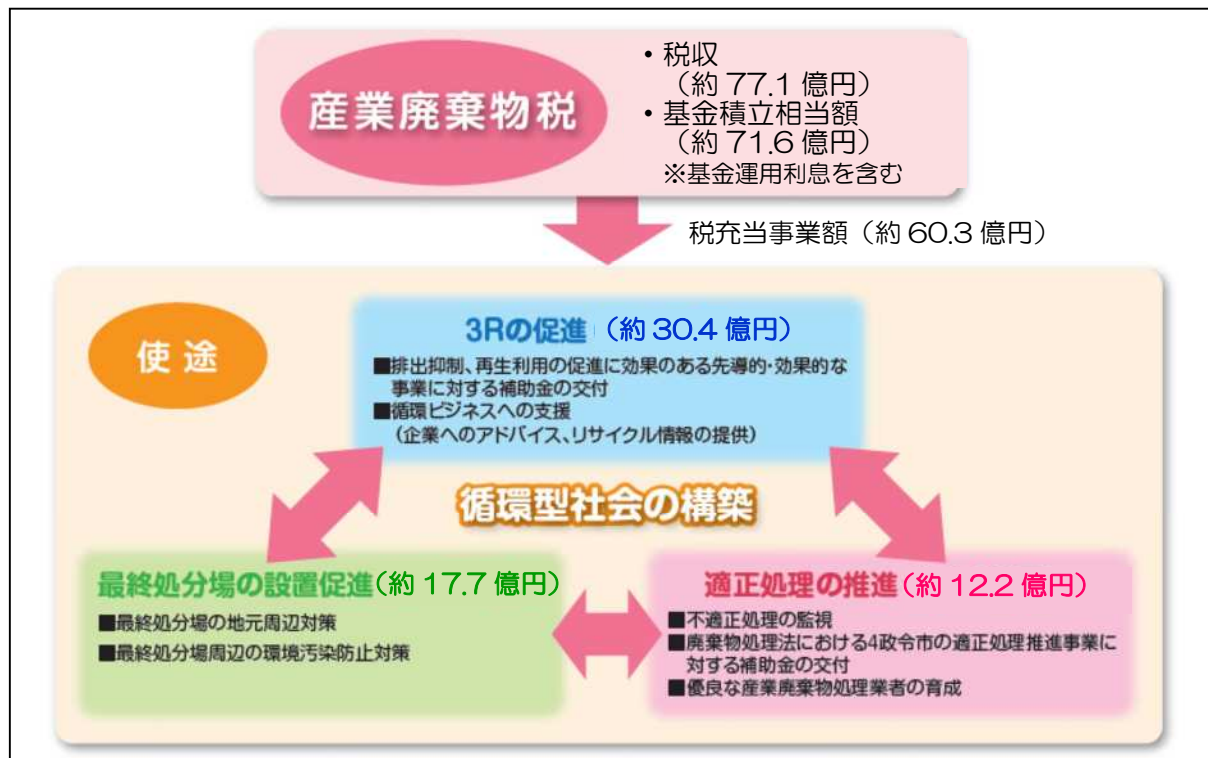 産業廃棄物税
・税収
（約 77.1 億円）
・基金積立相当額
（約 71.6 億円）
※基金運用利息を含む
税充当事業額（約 60.3 億円）
使途
3Rの促進（約 30.4 億円）
■排出抑制、再生利用の促進に効果のある先導的・効果的な
事業に対する補助金の交付
■循環ビジネスへの支援
（企業へのアドバイス、リサイクル情報の提供）
循環型社会の構築
最終処分場の設置促進（約 17.7 億円）
■最終処分場の地元周辺対策
■最終処分場周辺の環境汚染防止対策
適正処理の推進（約 12.2 億円）
■不適正処理の監視
■廃棄物処理法における4政令市の適正処理推進事業に
対する補助金の交付
■優良な産業廃棄物処理業者の育成